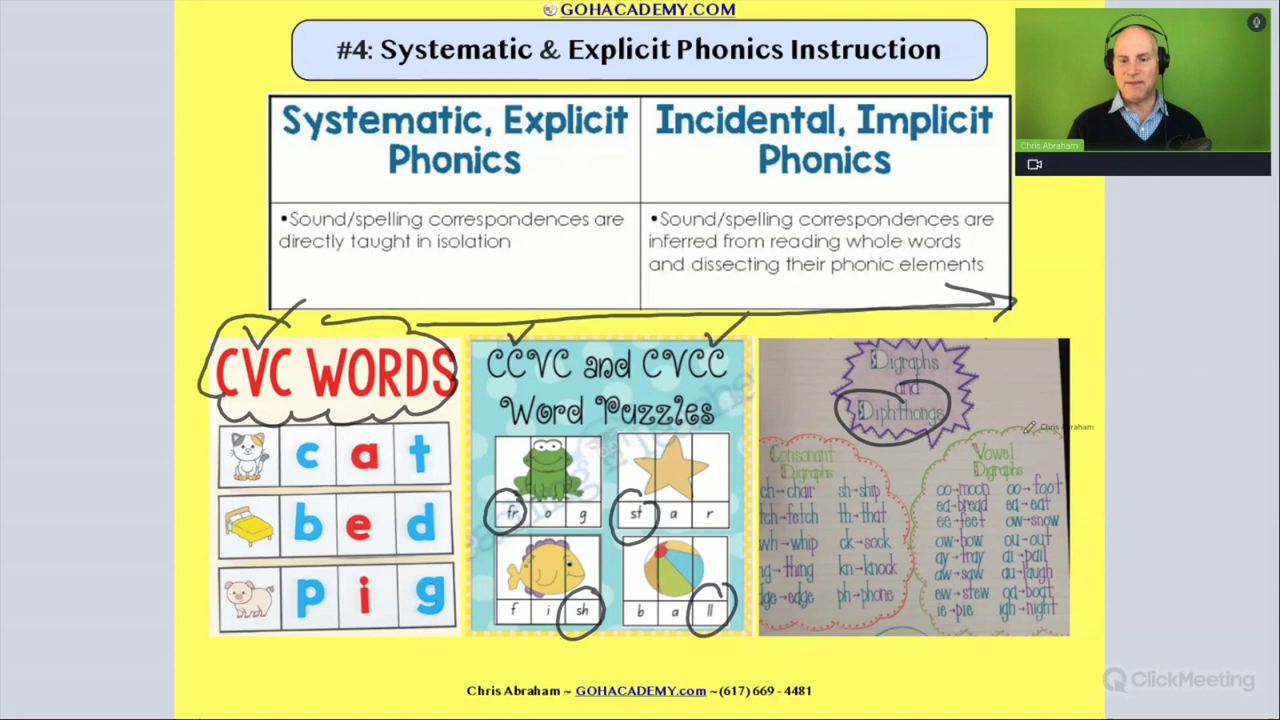 GOHACADEMY.COM
#4: Systematic & Explicit Phonics Instruction
Chris Abraham
Systematic, Explicit
Phonics
Incidental, Implicit
Phonics
•Sound/spelling correspondences are
directly taught in isolation
•Sound/spelling correspondences are
inferred from reading whole words
and dissecting their phonic elements
CVC WORDS
c a t
b e d
p i g
CCVC and CVCC
Word Puzzles
fr o g
st a r
f i sh
b a ll
Digraphs
and
Diphthongs
Chris Abraham
Consonant
Digraphs
ch→chair sh→ship
tch→fetch th→that
wh→whip ck→sock
ng→thing kn→knock
dge→edge ph→phone
Vowel
Digraphs
oo→moon oo→foot
ea→bread ea→eat
ee→feet ow→snow
ow→how ou→out
ay→tray ai→pail
aw→saw au→laugh
ew→stew oa→boat
ie→pie igh→night
Chris Abraham ~ GOHACADEMY.com ~(617) 669 - 4481
ClickMeeting